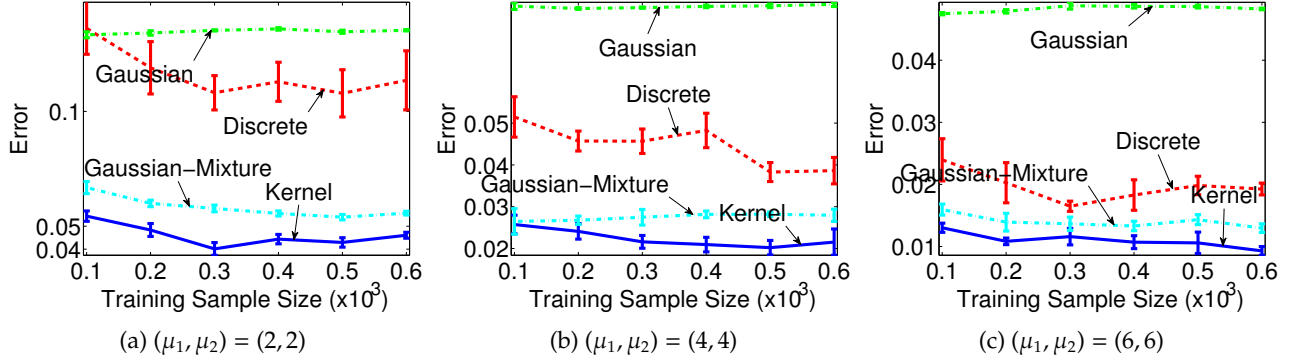 Error
0.1
0.05
0.04
Gaussian
Discrete
Gaussian−Mixture
Kernel
0.1 0.2 0.3 0.4 0.5 0.6
Training Sample Size (x10³)
(a) (μ₁, μ₂) = (2, 2)
Error
0.05
0.04
0.03
0.02
Gaussian
Discrete
Gaussian−Mixture
Kernel
0.1 0.2 0.3 0.4 0.5 0.6
Training Sample Size (x10³)
(b) (μ₁, μ₂) = (4, 4)
Error
0.04
0.03
0.02
0.01
Gaussian
Discrete
Gaussian−Mixture
Kernel
0.1 0.2 0.3 0.4 0.5 0.6
Training Sample Size (x10³)
(c) (μ₁, μ₂) = (6, 6)